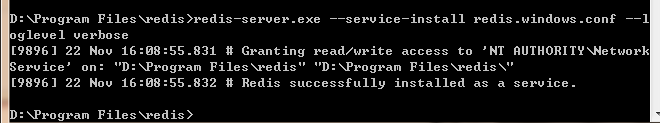 D:\Program Files\redis>redis-server.exe --service-install redis.windows.conf --l
oglevel verbose
[9896] 22 Nov 16:08:55.831 # Granting read/write access to 'NT AUTHORITY\Network
Service' on: "D:\Program Files\redis" "D:\Program Files\redis\"
[9896] 22 Nov 16:08:55.832 # Redis successfully installed as a service.
D:\Program Files\redis>